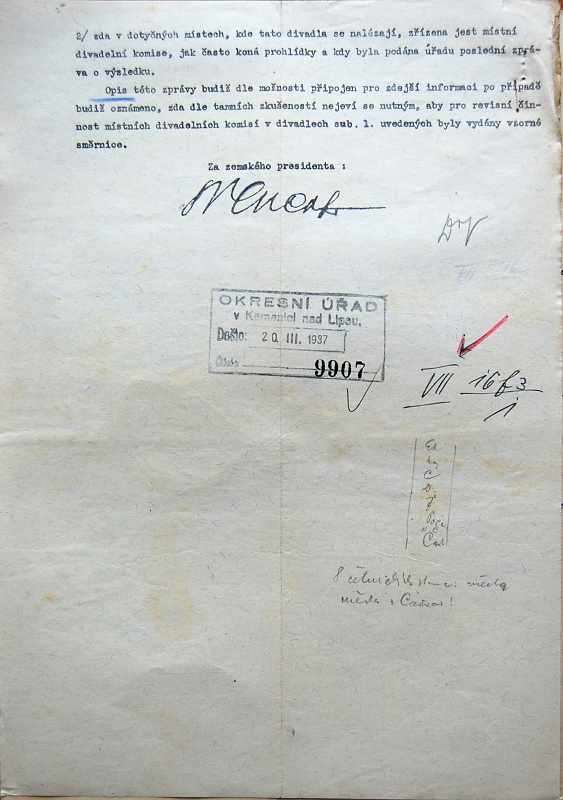 2/ zda v dotyčných místech, kde tato divadla se nalézají, zřízena jest místní
divadelní komise, jak často koná prohlídky a kdy byla podána úřadu poslední zprá-
va o výsledku.
Opis této zprávy budiž dle možnosti připojen pro zdejší informaci po případě
budiž oznámeno, zda dle tamních zkušeností nejeví se nutným, aby pro revisní čin-
nost místních divadelních komisí v divadlech sub. 1. uvedených byly vydány vzorné
směrnice.
Za zemského presidenta :
OKRESNÍ ÚŘAD
v Kamenici nad Lipou.
Došlo: 20. III. 1937
Číslo 9907
VII 16 f 3